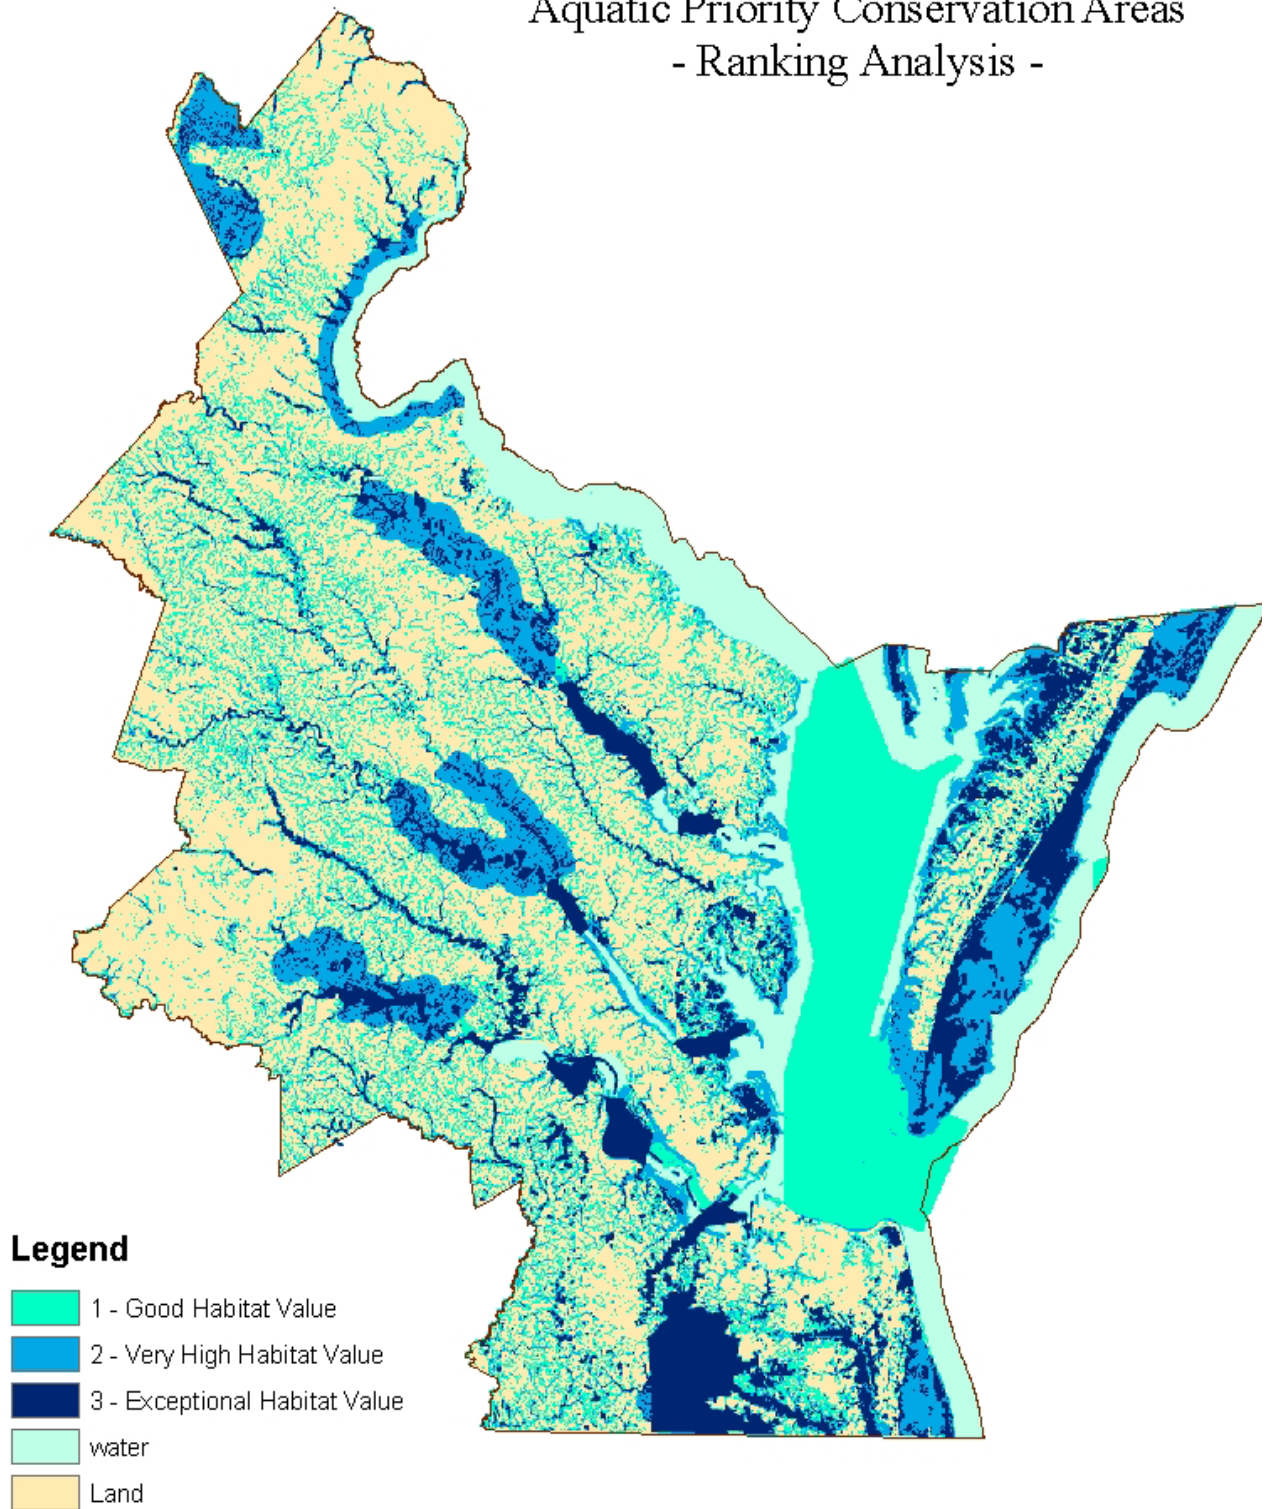 Aquatic Priority Conservation Areas
- Ranking Analysis -
Legend
1 - Good Habitat Value
2 - Very High Habitat Value
3 - Exceptional Habitat Value
water
Land